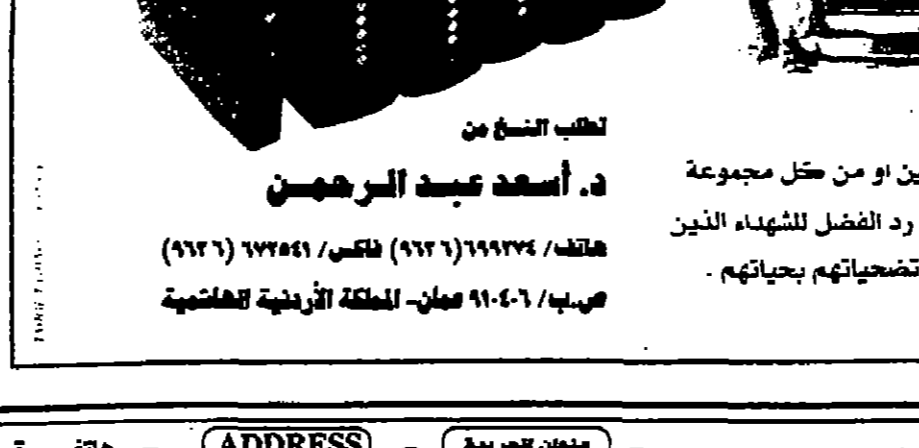 ين او من كل مجموعة
رد الفضل للشهداء الذين
تضحياتهم بحياتهم .
تطلب النسخ من
د. أسعد عبد الرحمن
هاتف/ ٦٩٩٢٧٤ (٩٦٢٦) فاكس/ ٦٧٢٥٤١ (٩٦٢٦)
ص.ب/ ٩١٠٤٠٦ عمان- المملكة الأردنية الهاشمية
عنوان الجريدة
ADDRESS